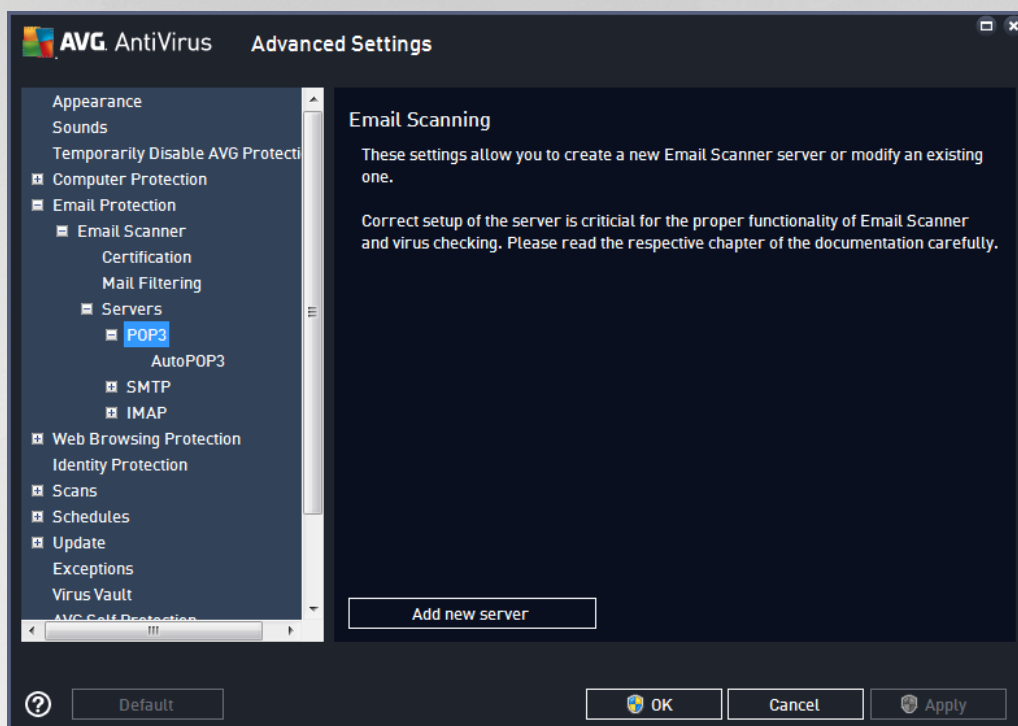 AVG. AntiVirus Advanced Settings
Appearance
Sounds
Temporarily Disable AVG Protecti
Computer Protection
Email Protection
Email Scanner
Certification
Mail Filtering
Servers
POP3
AutoPOP3
SMTP
IMAP
Web Browsing Protection
Identity Protection
Scans
Schedules
Update
Exceptions
Virus Vault
AVG Self Protection
Email Scanning
These settings allow you to create a new Email Scanner server or modify an existing
one.
Correct setup of the server is criticial for the proper functionality of Email Scanner
and virus checking. Please read the respective chapter of the documentation carefully.
Add new server
Default
OK
Cancel
Apply